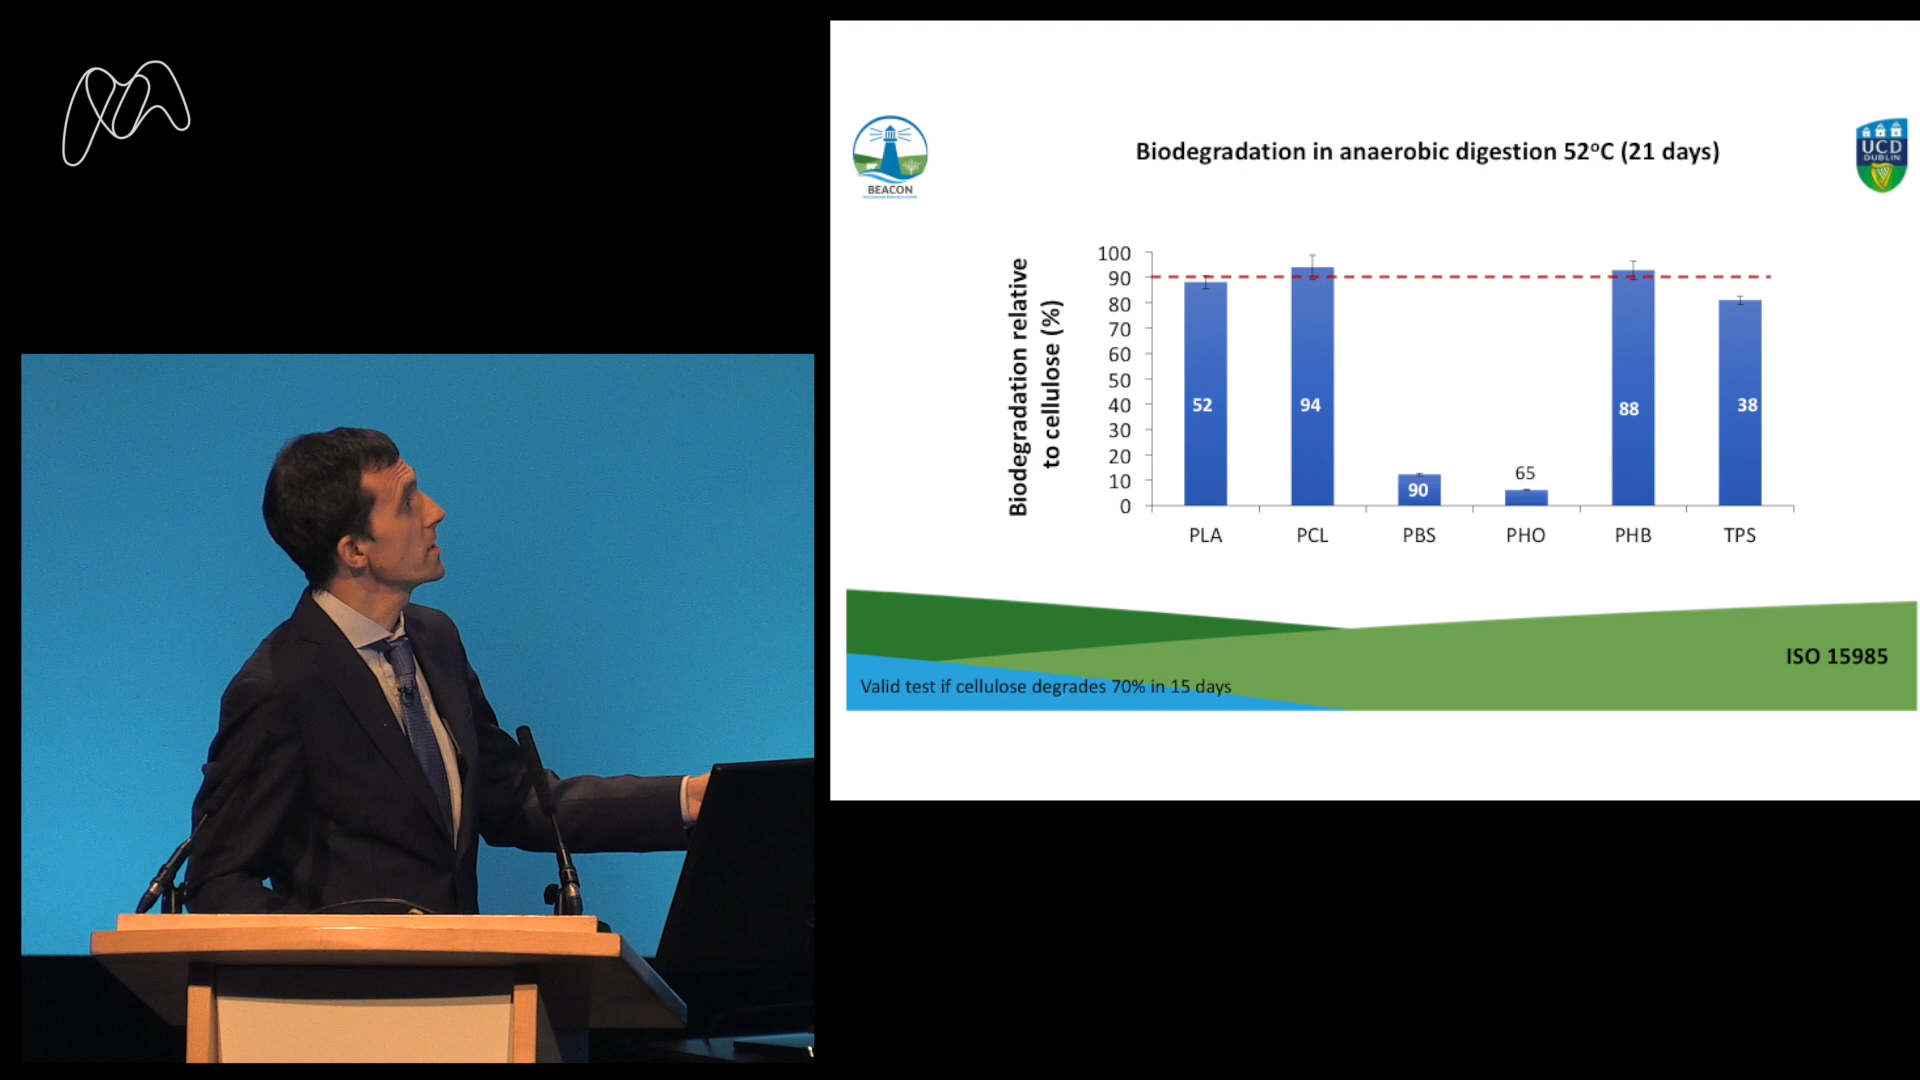 BEACON
Biodegradation in anaerobic digestion 52°C (21 days)
UCD
DUBLIN
Biodegradation relative
to cellulose (%)
100
90
80
70
60
50
40
30
20
10
0
52
94
90
65
88
38
PLA PCL PBS PHO PHB TPS
ISO 15985
Valid test if cellulose degrades 70% in 15 days